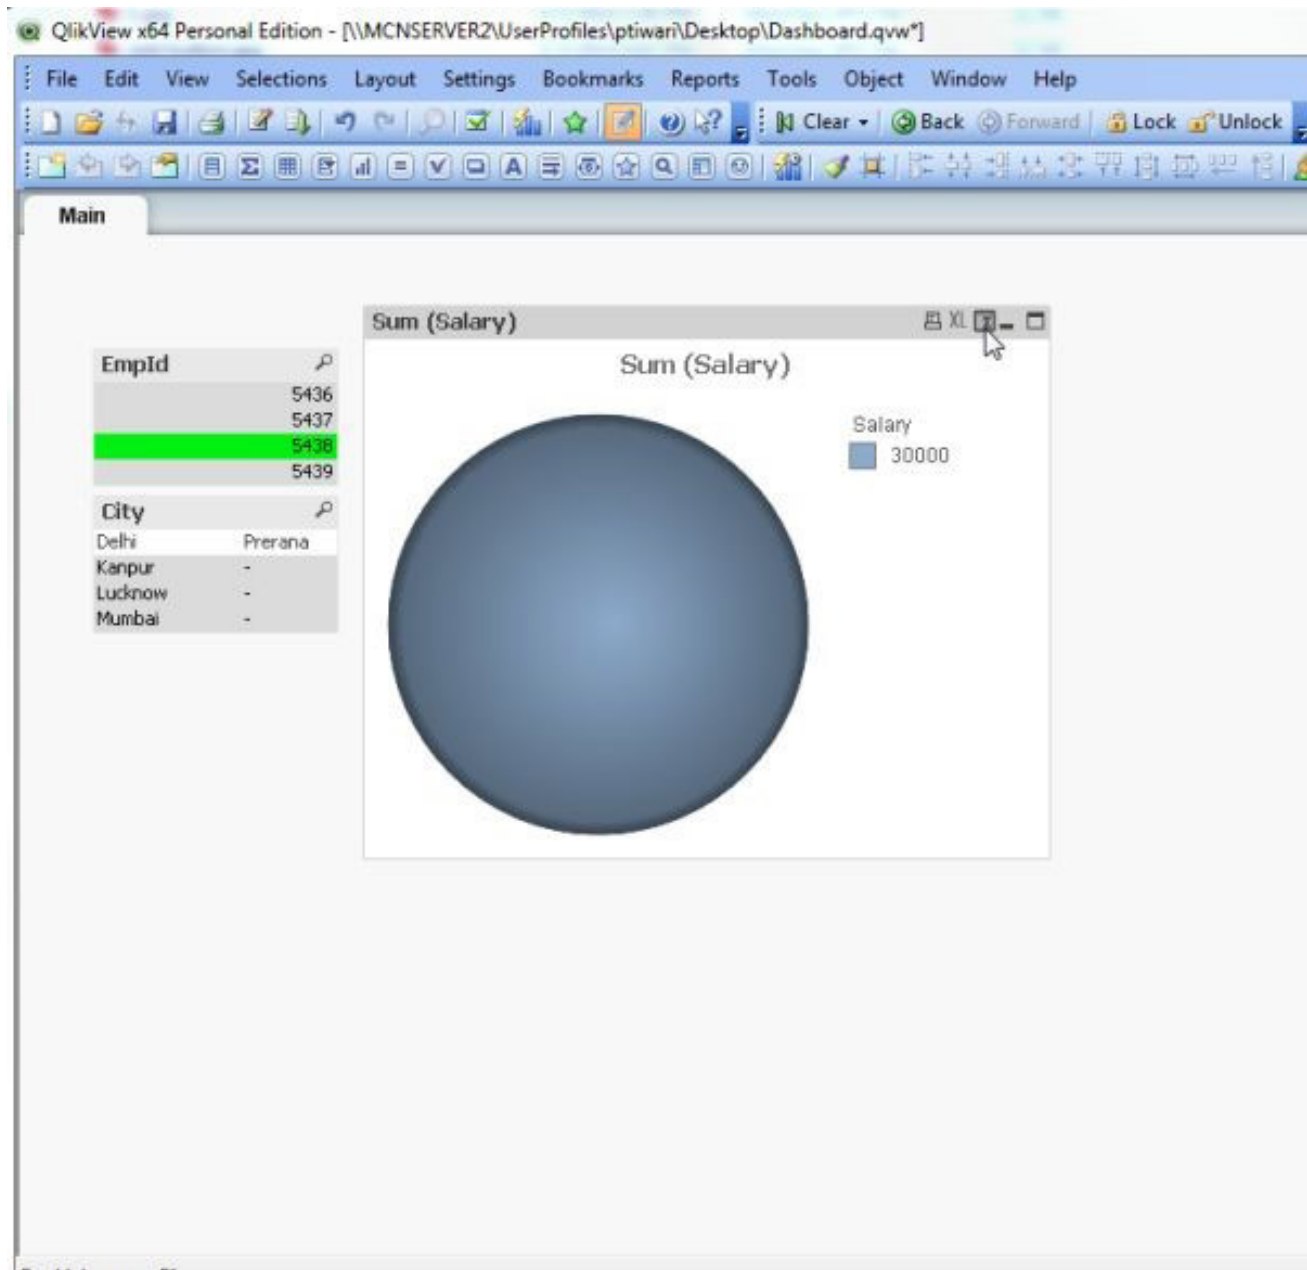 QlikView x64 Personal Edition - [\\MCNSERVER2\UserProfiles\ptiwari\Desktop\Dashboard.qvw*]
File Edit View Selections Layout Settings Bookmarks Reports Tools Object Window Help
Clear Back Forward Lock Unlock
Main
Sum (Salary) XL
Sum (Salary)
EmpId
5436
5437
5438
5439
Salary
30000
City
Delhi Prerana
Kanpur -
Lucknow -
Mumbai -